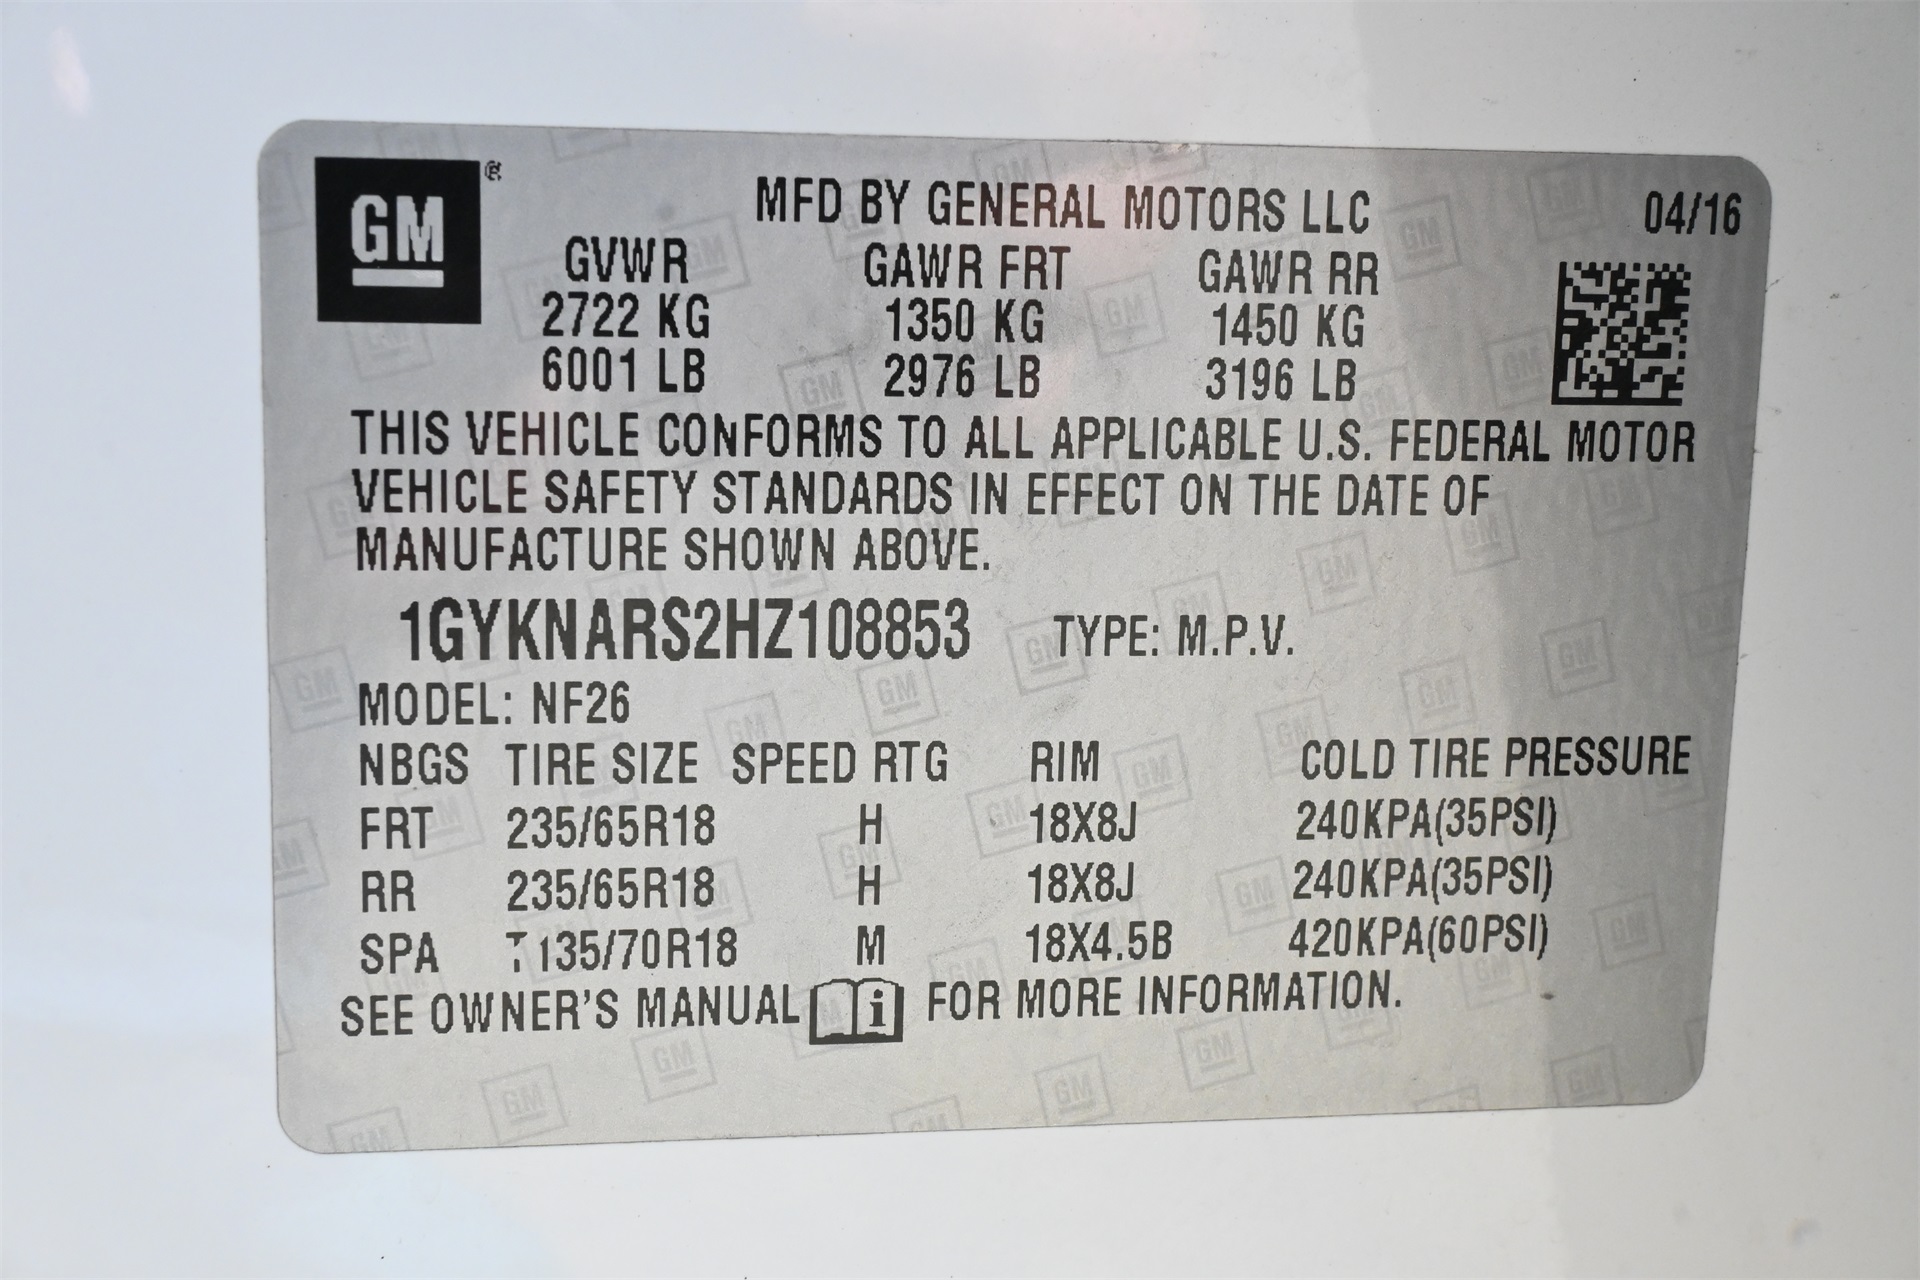 GM ®
MFD BY GENERAL MOTORS LLC 04/16
GVWR GAWR FRT GAWR RR
2722 KG 1350 KG 1450 KG
6001 LB 2976 LB 3196 LB
THIS VEHICLE CONFORMS TO ALL APPLICABLE U.S. FEDERAL MOTOR
VEHICLE SAFETY STANDARDS IN EFFECT ON THE DATE OF
MANUFACTURE SHOWN ABOVE.
1GYKNARS2HZ108853 TYPE: M.P.V.
MODEL: NF26
NBGS TIRE SIZE SPEED RTG RIM COLD TIRE PRESSURE
FRT 235/65R18 H 18X8J 240KPA(35PSI)
RR 235/65R18 H 18X8J 240KPA(35PSI)
SPA T135/70R18 M 18X4.5B 420KPA(60PSI)
SEE OWNER'S MANUAL i FOR MORE INFORMATION.